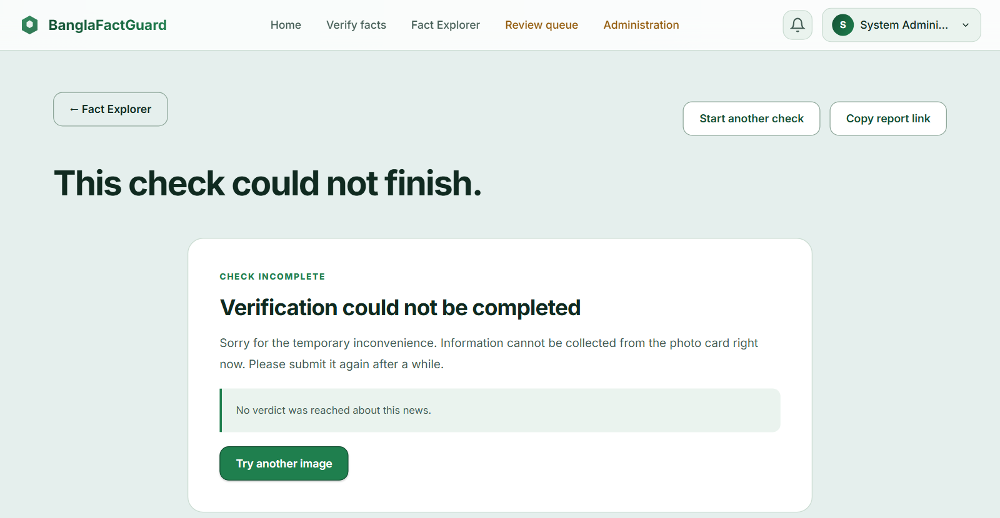 BanglaFactGuard
Home
Verify facts
Fact Explorer
Review queue
Administration
S
System Admini...
← Fact Explorer
Start another check
Copy report link
This check could not finish.
CHECK INCOMPLETE
Verification could not be completed
Sorry for the temporary inconvenience. Information cannot be collected from the photo card right
now. Please submit it again after a while.
No verdict was reached about this news.
Try another image